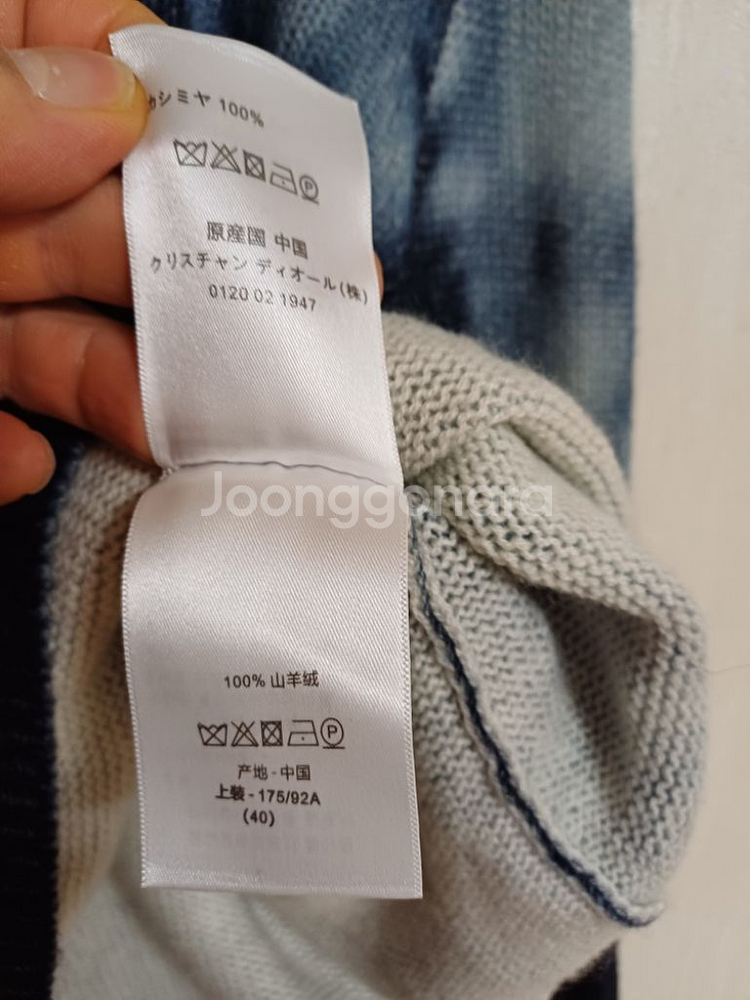 カシミヤ 100%
原産国 中国
クリスチャン ディオール(株)
0120 02 1947
Joonggonara
100% 山羊绒
P
产地 - 中国
上装 - 175/92A
(40)